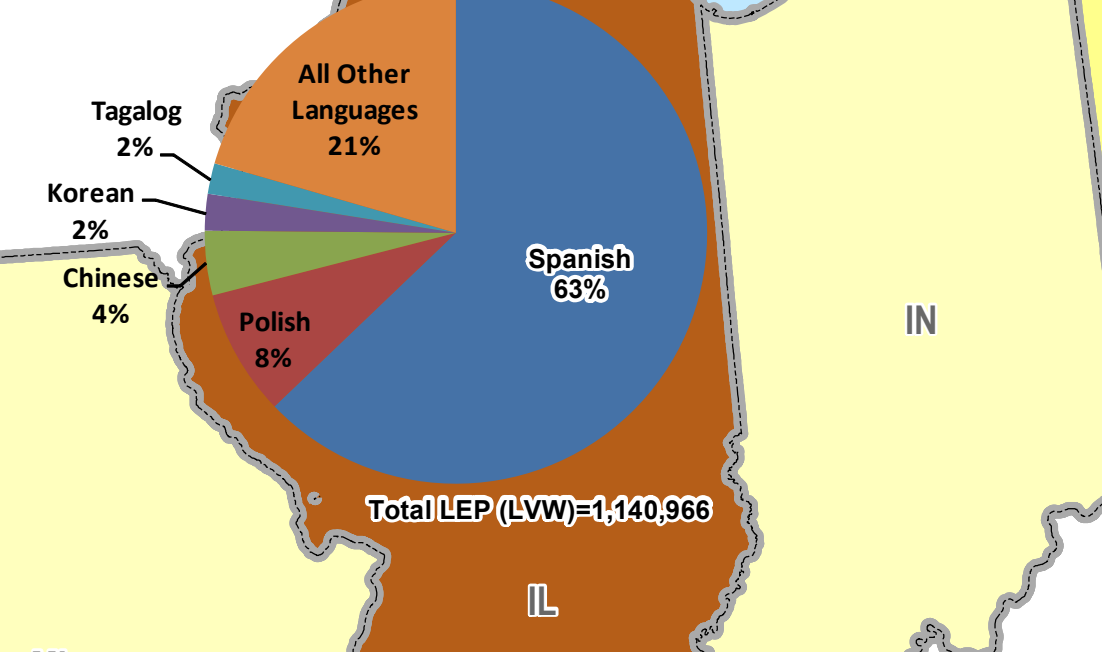 All Other
Languages
21%
Tagalog
2%
Korean
2%
Chinese
4%
Polish
8%
Spanish
63%
IN
Total LEP (LVW)=1,140,966
IL